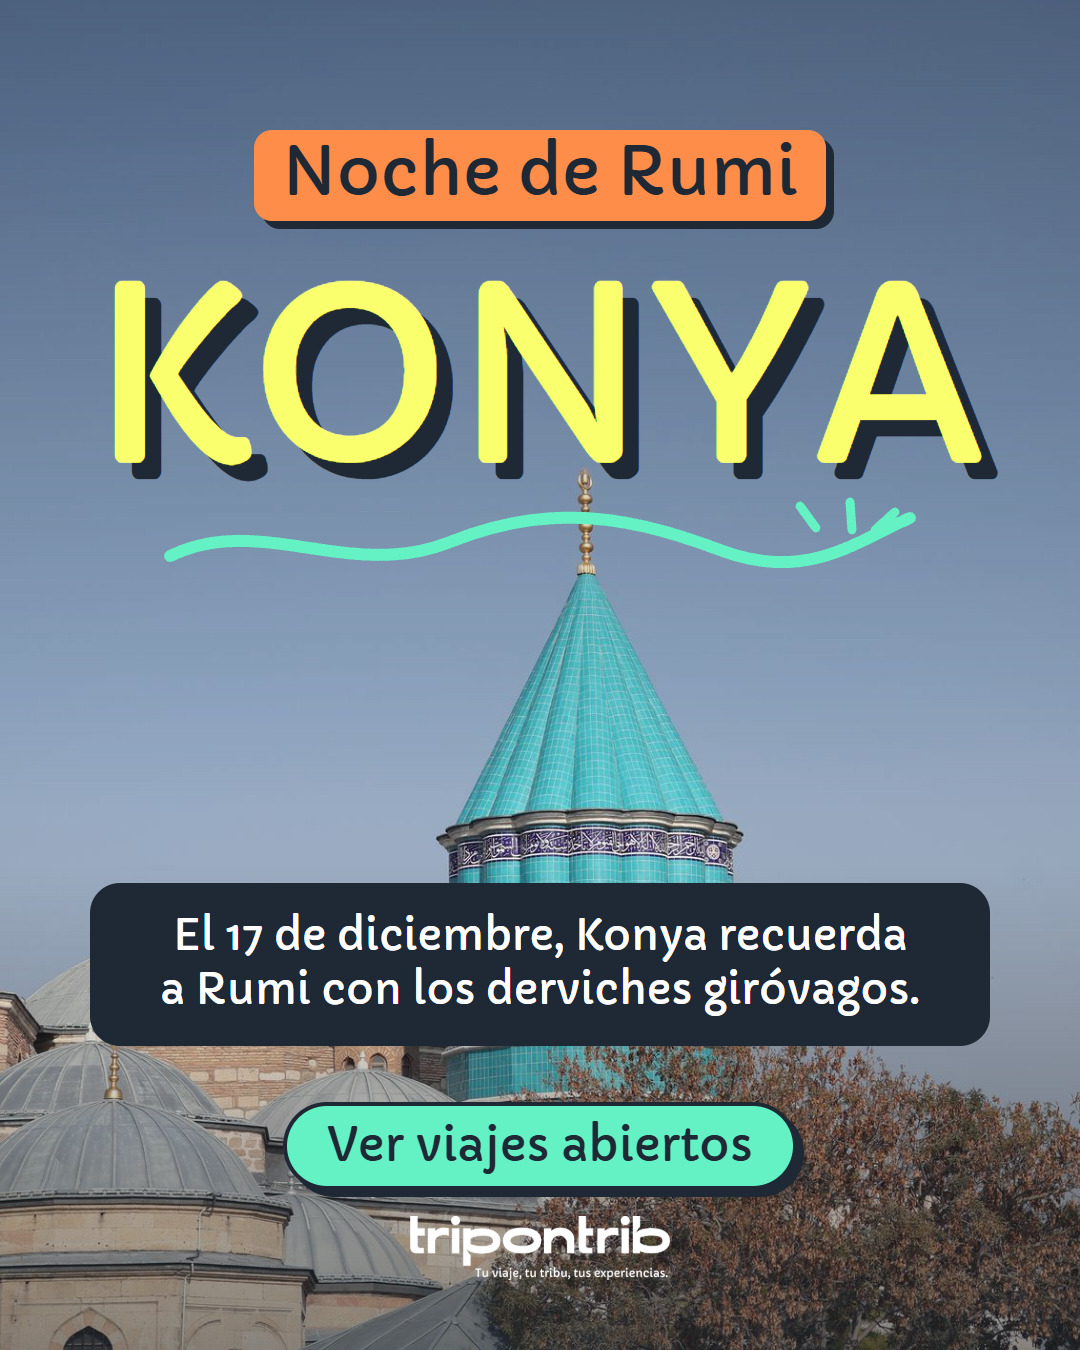 Noche de Rumi
KONYA
El 17 de diciembre, Konya recuerda
a Rumi con los derviches giróvagos.
Ver viajes abiertos
tripontrib
Tu viaje, tu tribu, tus experiencias.